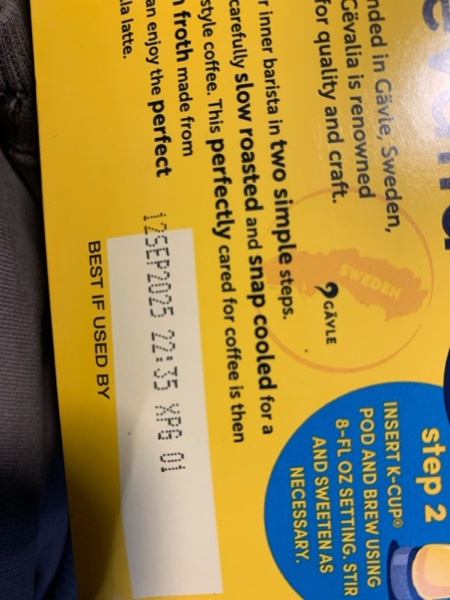 nded in Gävle, Sweden,
Gevalia is renowned
for quality and craft.
r inner barista in two simple steps.
carefully slow roasted and snap cooled for a
style coffee. This perfectly cared for coffee is then
froth made from
an enjoy the perfect
la latte.
SWEDEN
GÄVLE
12SEP2025 22:35 XPG 01
BEST IF USED BY
step 2
INSERT K-CUP®
POD AND BREW USING
8-FL OZ SETTING. STIR
AND SWEETEN AS
NECESSARY.